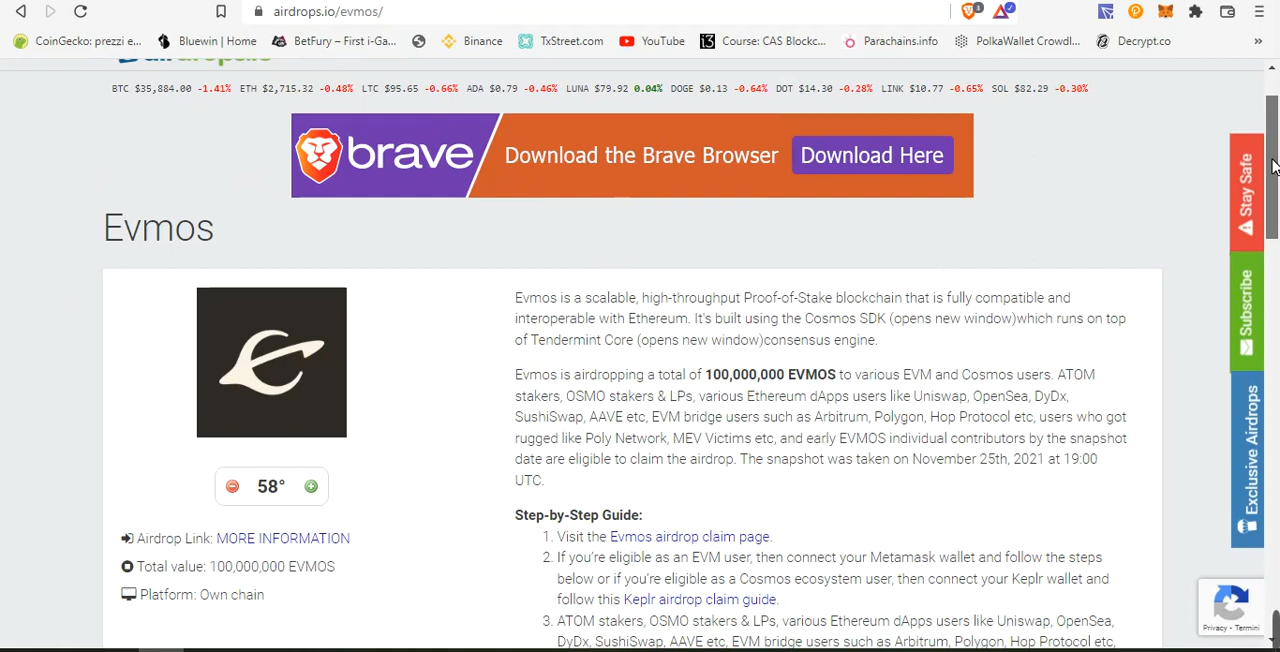 airdrops.io/evmos/
CoinGecko: prezzi e...
Bluewin | Home
BetFury – First i-Ga...
Binance
TxStreet.com
YouTube
Course: CAS Blockc...
Parachains.info
PolkaWallet Crowdl...
Decrypt.co
»
BTC $35,884.00 -1.41% ETH $2,715.32 -0.48% LTC $95.65 -0.66% ADA $0.79 -0.46% LUNA $79.92 0.04% DOGE $0.13 -0.64% DOT $14.30 -0.28% LINK $10.77 -0.65% SOL $82.29 -0.30%
brave Download the Brave Browser Download Here
Evmos
58°
Airdrop Link: MORE INFORMATION
Total value: 100,000,000 EVMOS
Platform: Own chain
Evmos is a scalable, high-throughput Proof-of-Stake blockchain that is fully compatible and
interoperable with Ethereum. It's built using the Cosmos SDK (opens new window)which runs on top
of Tendermint Core (opens new window)consensus engine.
Evmos is airdropping a total of 100,000,000 EVMOS to various EVM and Cosmos users. ATOM
stakers, OSMO stakers & LPs, various Ethereum dApps users like Uniswap, OpenSea, DyDx,
SushiSwap, AAVE etc, EVM bridge users such as Arbitrum, Polygon, Hop Protocol etc, users who got
rugged like Poly Network, MEV Victims etc, and early EVMOS individual contributors by the snapshot
date are eligible to claim the airdrop. The snapshot was taken on November 25th, 2021 at 19:00
UTC.
Step-by-Step Guide:
1. Visit the Evmos airdrop claim page.
2. If you're eligible as an EVM user, then connect your Metamask wallet and follow the steps
below or if you're eligible as a Cosmos ecosystem user, then connect your Keplr wallet and
follow this Keplr airdrop claim guide.
3. ATOM stakers, OSMO stakers & LPs, various Ethereum dApps users like Uniswap, OpenSea,
DyDx, SushiSwap, AAVE etc, EVM bridge users such as Arbitrum, Polygon, Hop Protocol etc,
Stay Safe
Subscribe
Exclusive Airdrops
Privacy - Termini